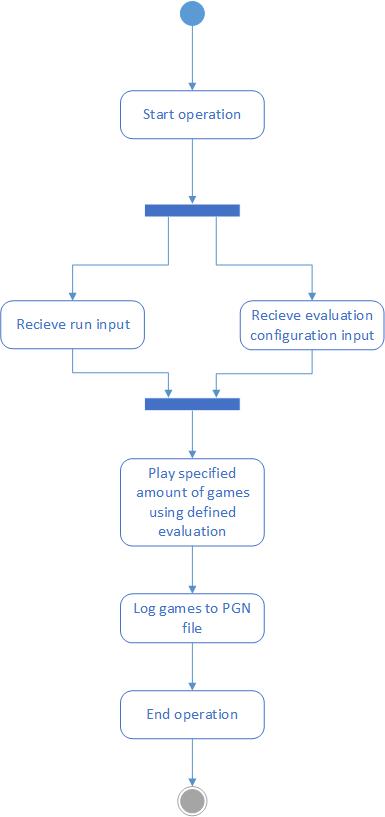 Start operation
Recieve run input
Recieve evaluation
configuration input
Play specified
amount of games
using defined
evaluation
Log games to PGN
file
End operation